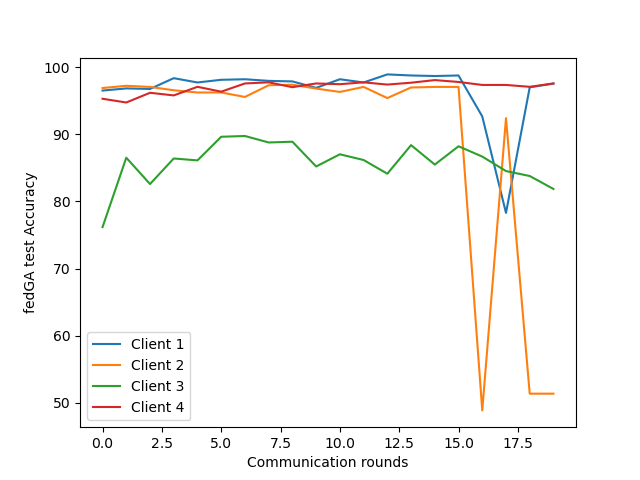 100
90
80
70
60
50
fedGA test Accuracy
Client 1
Client 2
Client 3
Client 4
0.0 2.5 5.0 7.5 10.0 12.5 15.0 17.5
Communication rounds